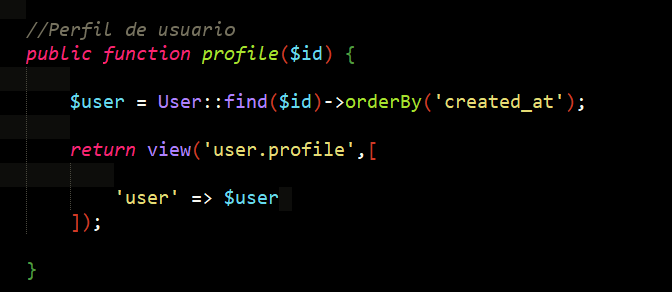 //Perfil de usuario
public function profile($id) {
$user = User::find($id)->orderBy('created_at');
return view('user.profile',[
'user' => $user
]);
}